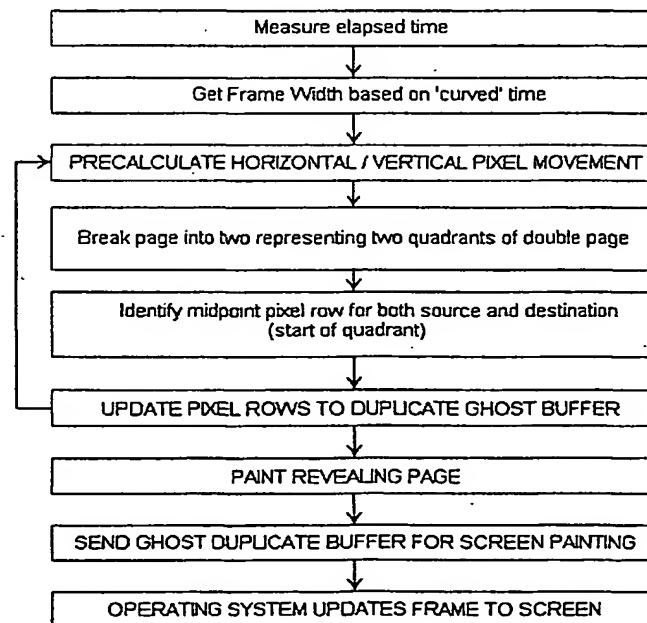 Measure elapsed time
Get Frame Width based on 'curved' time
PRECALCULATE HORIZONTAL / VERTICAL PIXEL MOVEMENT
Break page into two representing two quadrants of double page
Identify midpoint pixel row for both source and destination
(start of quadrant)
UPDATE PIXEL ROWS TO DUPLICATE GHOST BUFFER
PAINT REVEALING PAGE
SEND GHOST DUPLICATE BUFFER FOR SCREEN PAINTING
OPERATING SYSTEM UPDATES FRAME TO SCREEN